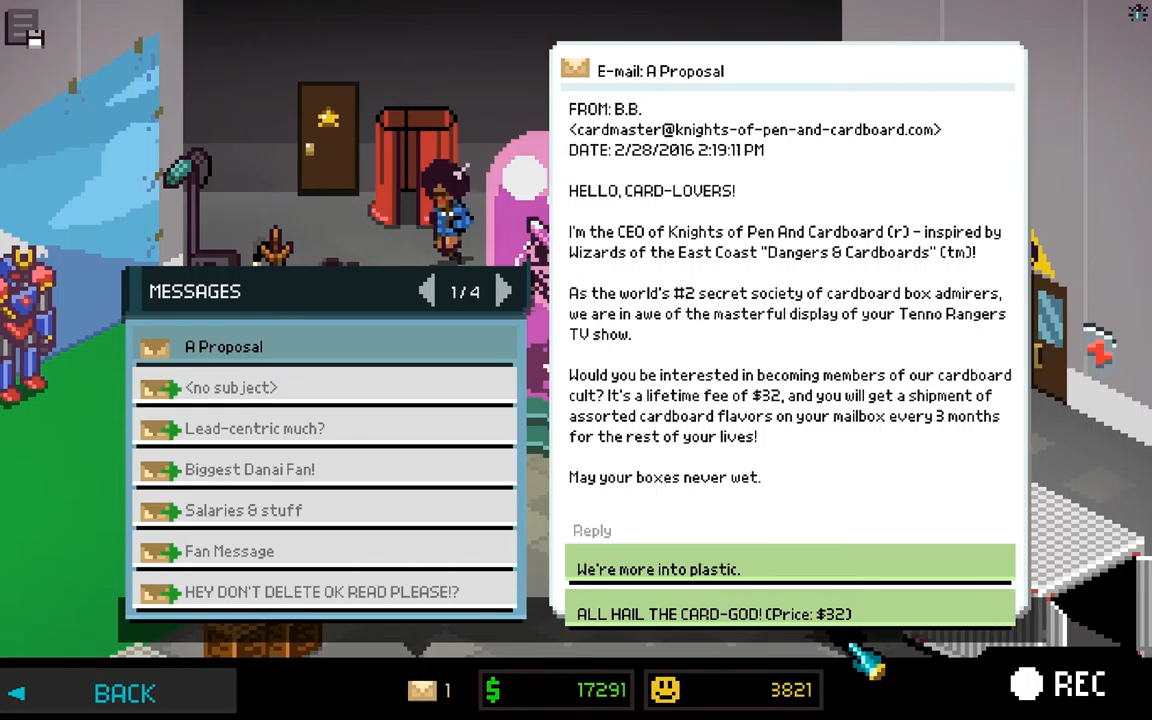 E-mail: A Proposal
FROM: B.B.
<cardmaster@knights-of-pen-and-cardboard.com>
DATE: 2/28/2016 2:19:11 PM
HELLO, CARD-LOVERS!
I'm the CEO of Knights of Pen And Cardboard (r) - inspired by
Wizards of the East Coast "Dangers & Cardboards" (tm)!
As the world's #2 secret society of cardboard box admirers,
we are in awe of the masterful display of your Tenno Rangers
TV show.
Would you be interested in becoming members of our cardboard
cult? It's a lifetime fee of $32, and you will get a shipment of
assorted cardboard flavors on your mailbox every 3 months
for the rest of your lives!
May your boxes never wet.
Reply
We're more into plastic.
ALL HAIL THE CARD-GOD! (Price: $32)
MESSAGES
1/4
A Proposal
<no subject>
Lead-centric much?
Biggest Danai Fan!
Salaries & stuff
Fan Message
HEY DON'T DELETE OK READ PLEASE!?
BACK
1
$ 17291
3821
REC